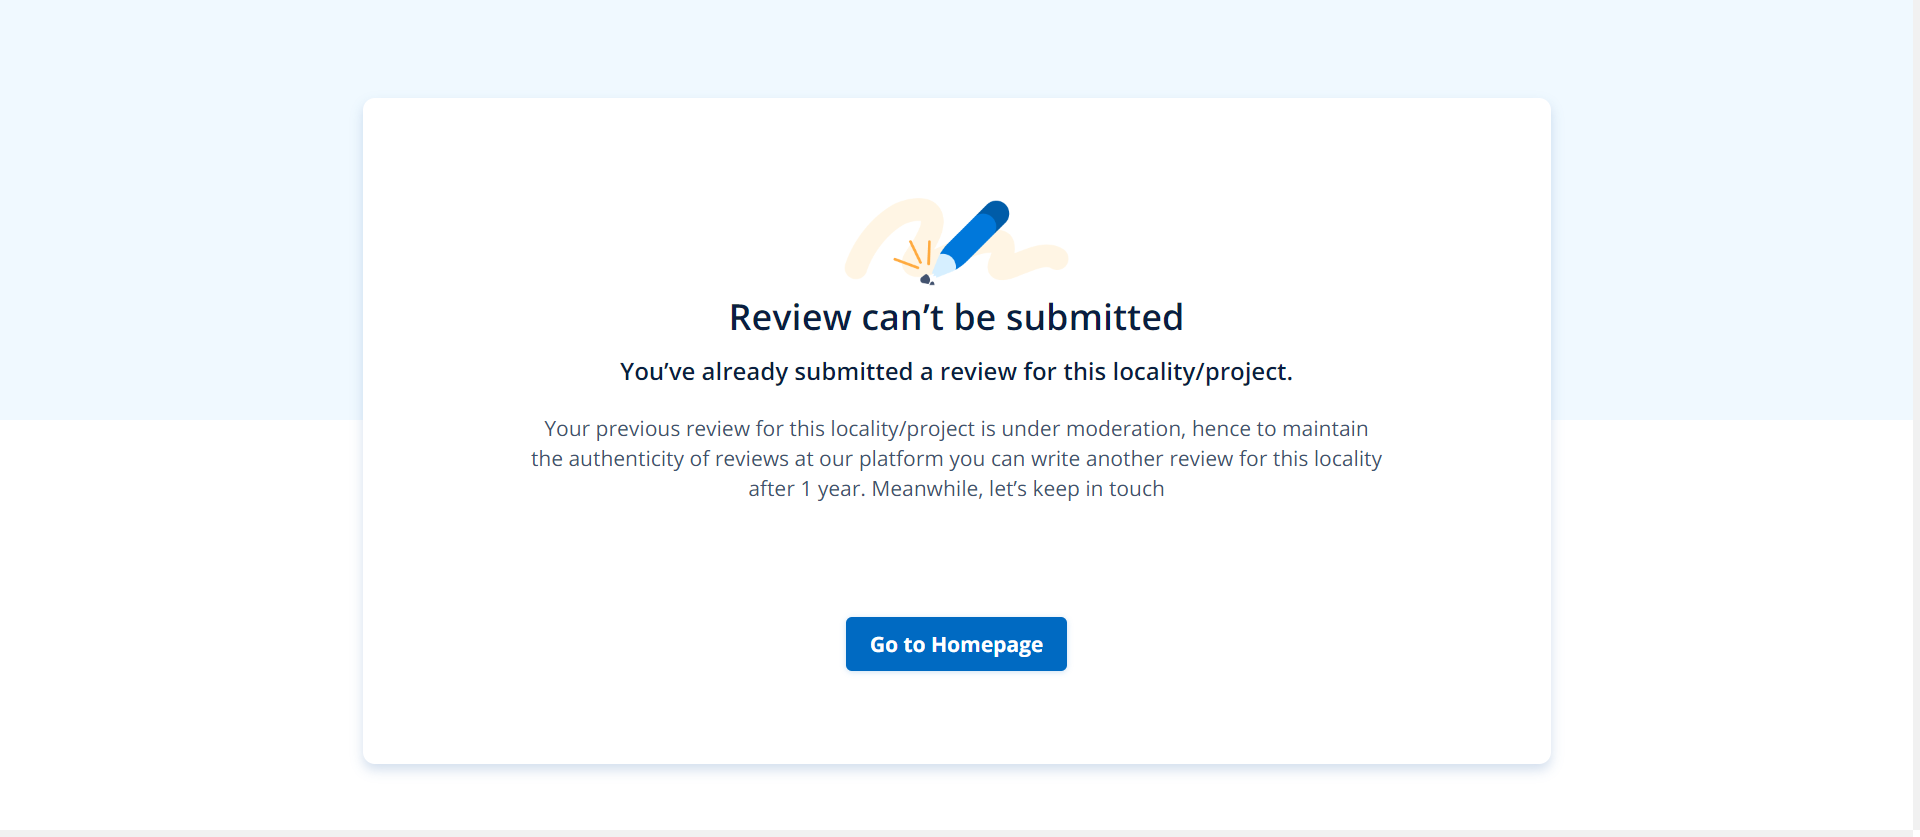 Review can’t be submitted
You’ve already submitted a review for this locality/project.
Your previous review for this locality/project is under moderation, hence to maintain
the authenticity of reviews at our platform you can write another review for this locality
after 1 year. Meanwhile, let’s keep in touch
Go to Homepage